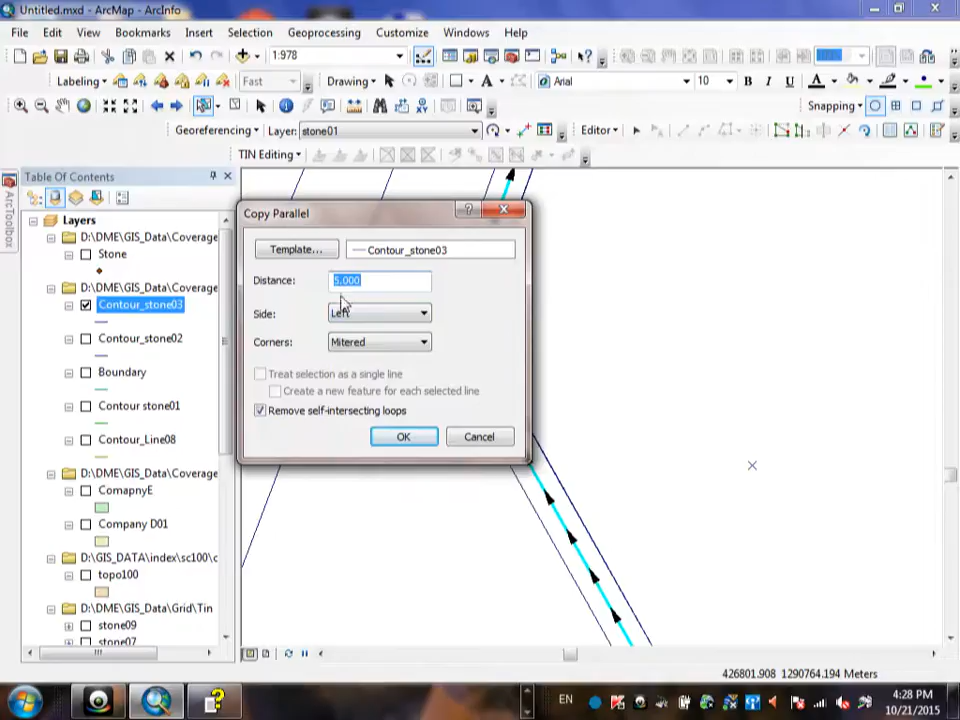 Untitled.mxd - ArcMap - ArcInfo
File Edit View Bookmarks Insert Selection Geoprocessing Customize Windows Help
1:978
Labeling Fast Drawing A Arial 10 B I U A
Snapping
Georeferencing Layer: stone01 Editor
TIN Editing
Table Of Contents
ArcToolbox
Layers
D:\DME\GIS_Data\Coverage
Stone
D:\DME\GIS_Data\Coverage
Contour_stone03
Contour_stone02
Boundary
Contour stone01
Contour_Line08
D:\DME\GIS_Data\Coverage
ComapnyE
Company D01
D:\GIS_DATA\index\sc100\c
topo100
D:\DME\GIS_Data\Grid\Tin
stone09
stone07
Copy Parallel
Template... Contour_stone03
Distance: 5.000
Side: Left
Corners: Mitered
Treat selection as a single line
Create a new feature for each selected line
Remove self-intersecting loops
OK Cancel
426801.908 1290764.194 Meters
EN
4:28 PM
10/21/2015